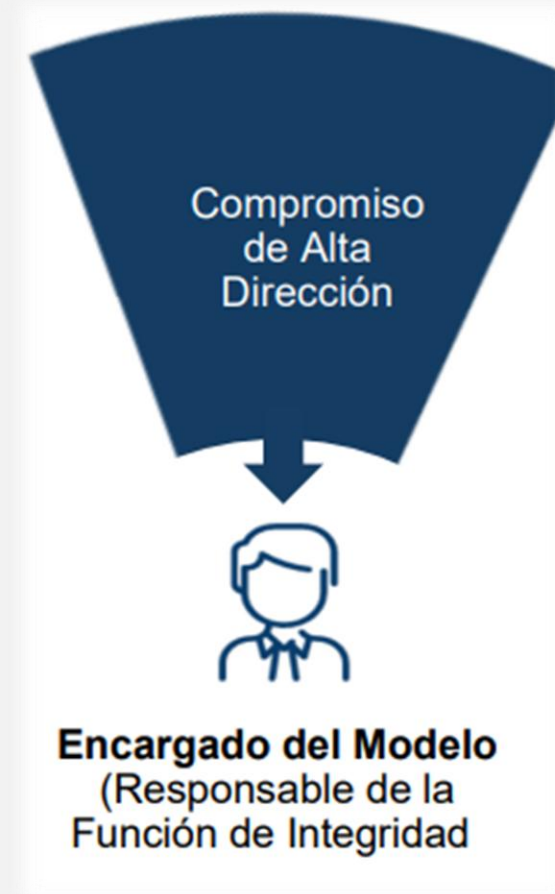 Compromiso
de Alta
Dirección
Encargado del Modelo
(Responsable de la
Función de Integridad